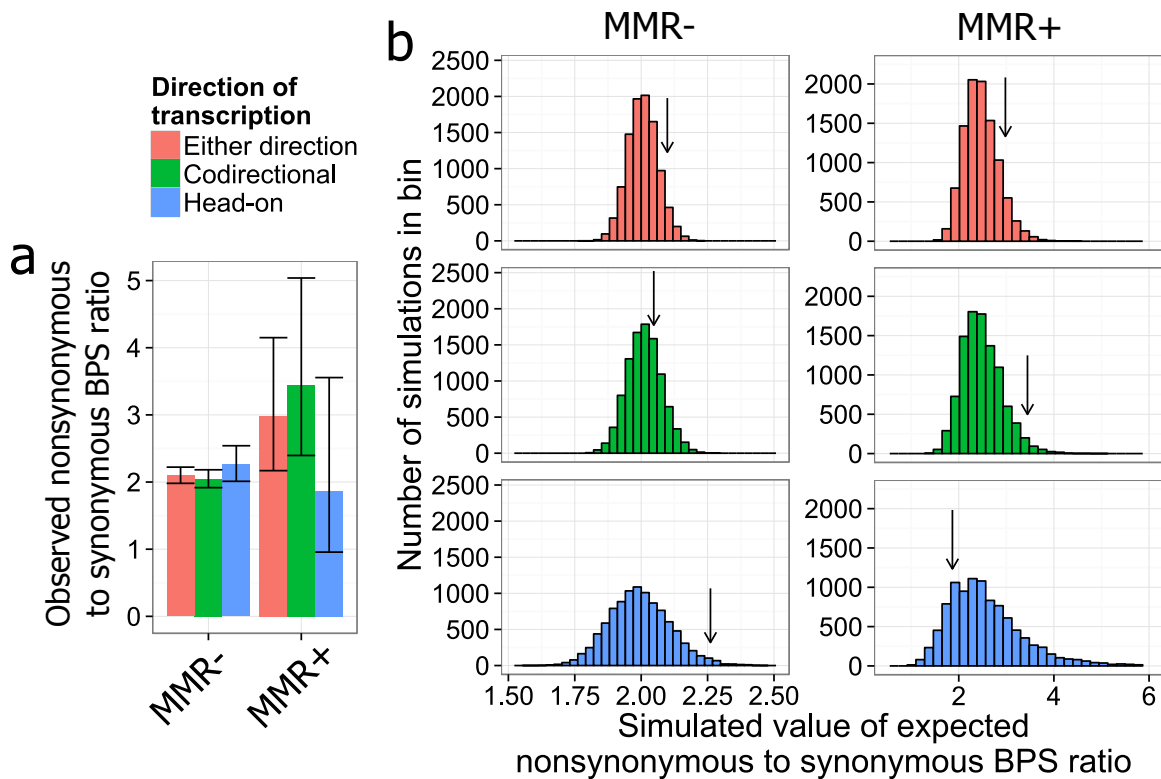 b
MMR-
MMR+
Direction of
transcription
Either direction
Codirectional
Head-on
a
Observed nonsynonymous
to synonymous BPS ratio
5
4
3
2
1
0
MMR-
MMR+
Number of simulations in bin
2500
2000
1500
1000
500
0
2000
1500
1000
500
0
2500
2000
1500
1000
500
0
2000
1500
1000
500
0
2500
2000
1500
1000
500
0
2000
1500
1000
500
0
1.50 1.75 2.00 2.25 2.50
2 4 6
Simulated value of expected
nonsynonymous to synonymous BPS ratio